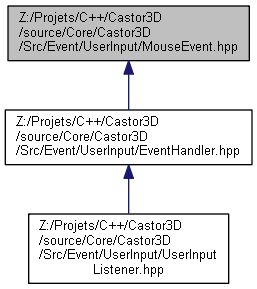 Z:/Projets/C++/Castor3D
/source/Core/Castor3D
/Src/Event/UserInput/MouseEvent.hpp
Z:/Projets/C++/Castor3D
/source/Core/Castor3D
/Src/Event/UserInput/EventHandler.hpp
Z:/Projets/C++/Castor3D
/source/Core/Castor3D
/Src/Event/UserInput/UserInput
Listener.hpp